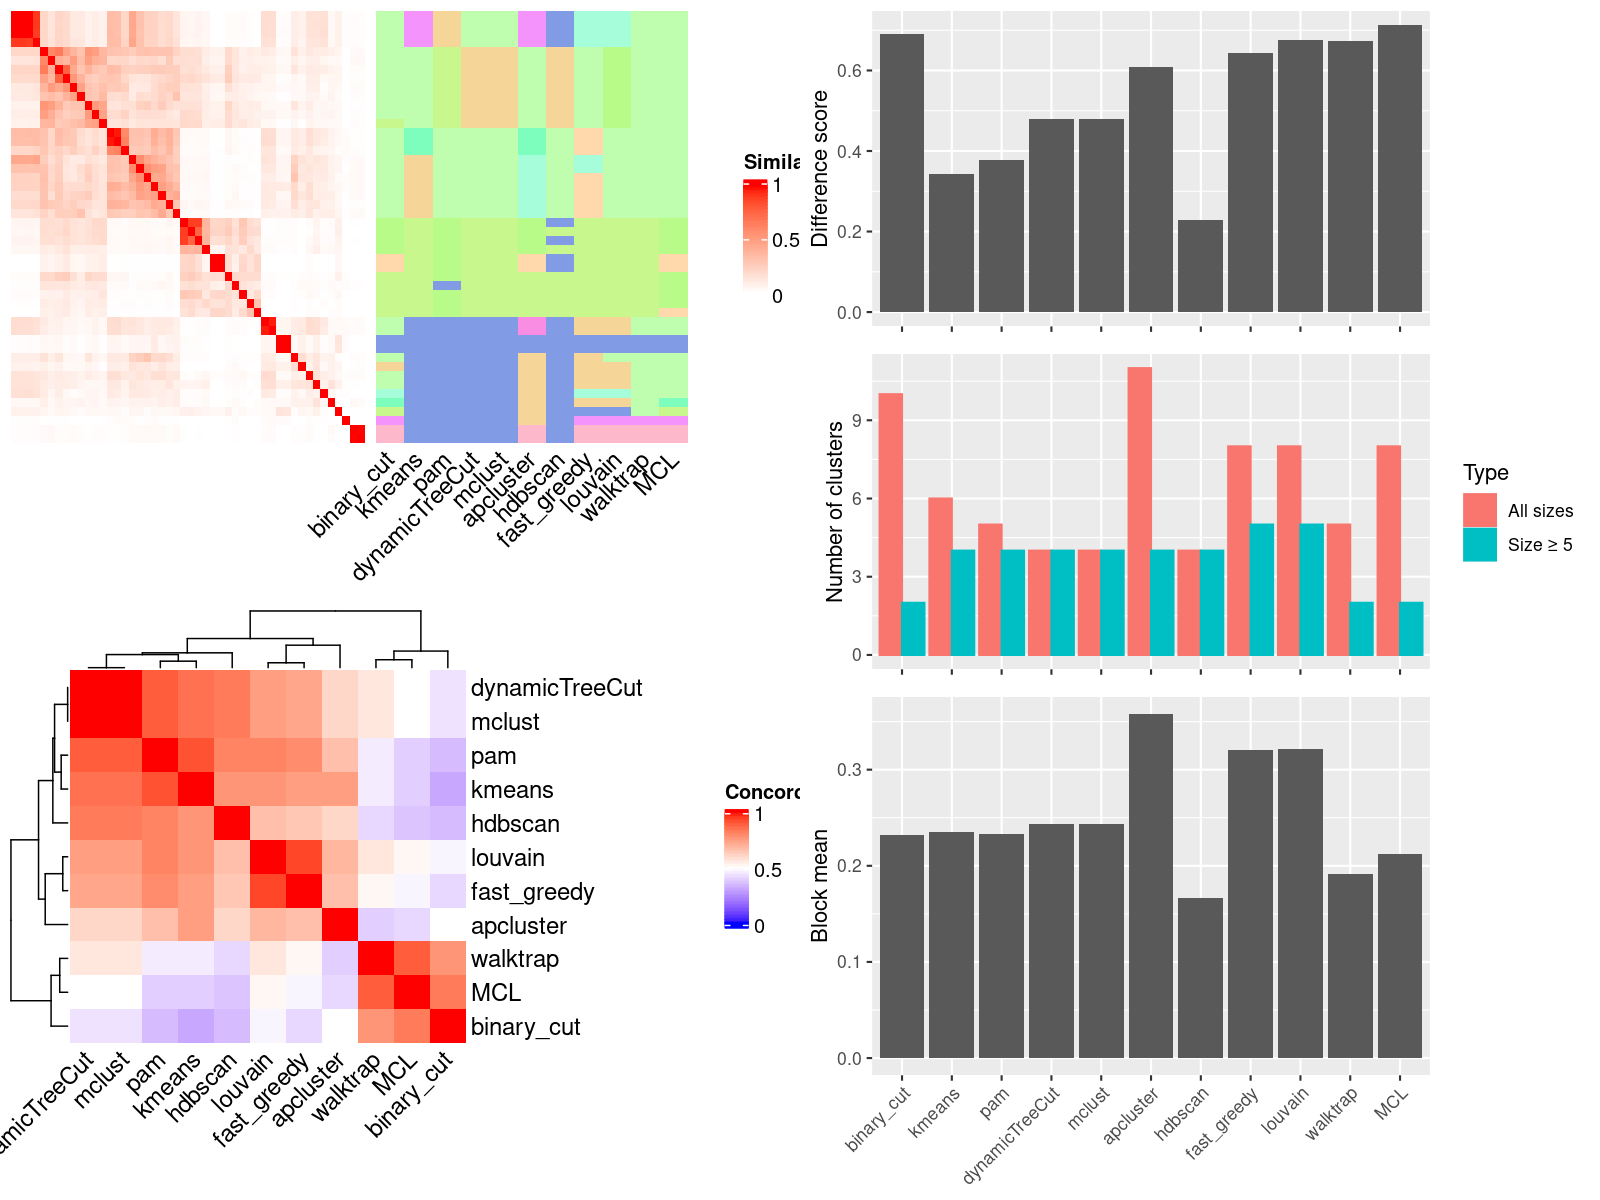 Simila
1
0.5
0
binary_cut
kmeans
pam
dynamicTreeCut
mclust
apcluster
hdbscan
fast_greedy
louvain
walktrap
MCL
dynamicTreeCut
mclust
pam
kmeans
hdbscan
louvain
fast_greedy
apcluster
walktrap
MCL
binary_cut
Concord
1
0.5
0
amicTreeCut
mclust
pam
kmeans
hdbscan
louvain
fast_greedy
apcluster
walktrap
MCL
binary_cut
Difference score
0.6
0.4
0.2
0.0
Number of clusters
9
6
3
0
Type
All sizes
Size ≥ 5
Block mean
0.3
0.2
0.1
0.0
binary_cut
kmeans
pam
dynamicTreeCut
mclust
apcluster
hdbscan
fast_greedy
louvain
walktrap
MCL